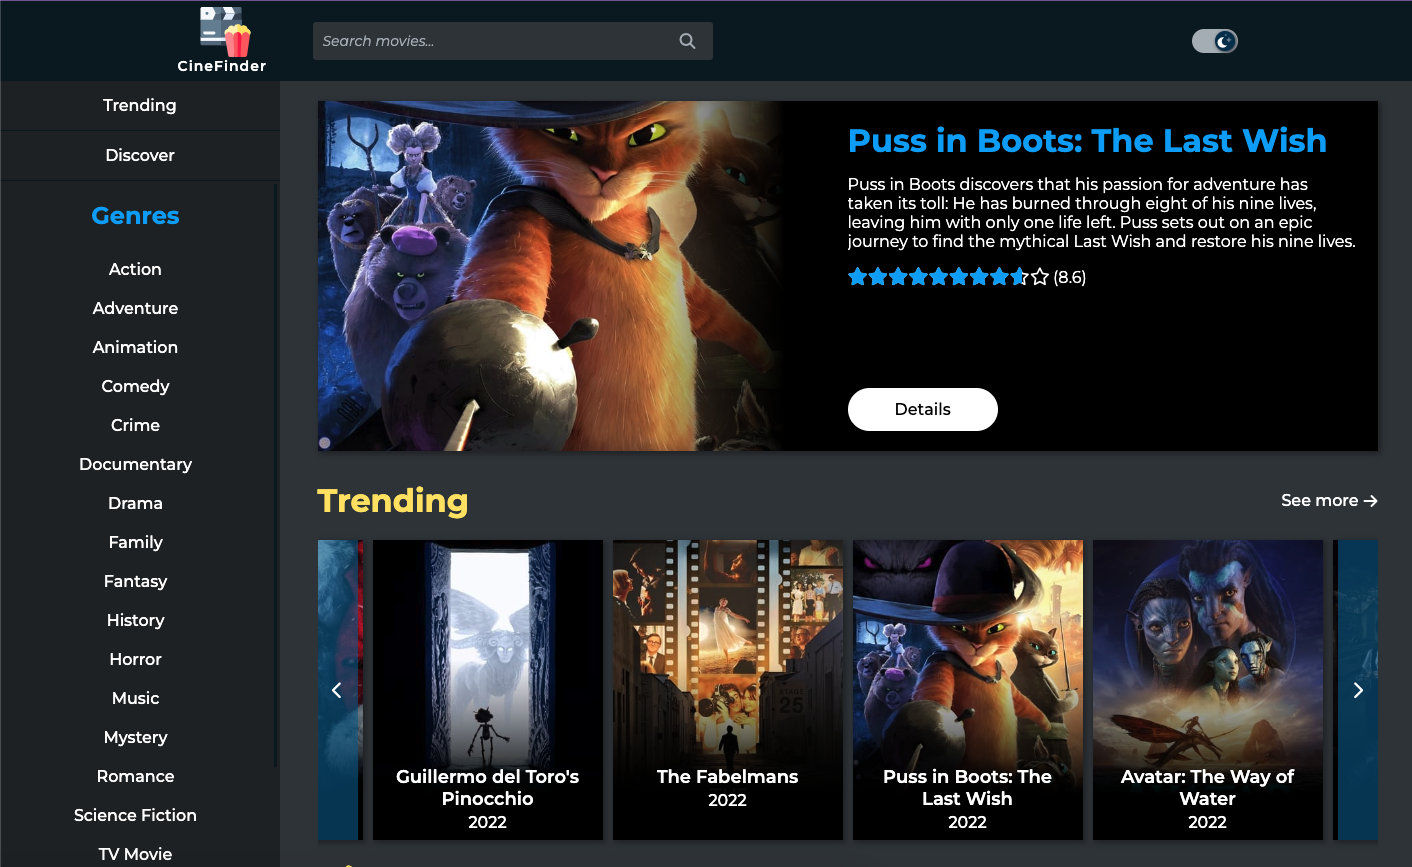 CineFinder
Search movies...
Trending
Discover
Genres
Action
Adventure
Animation
Comedy
Crime
Documentary
Drama
Family
Fantasy
History
Horror
Music
Mystery
Romance
Science Fiction
TV Movie
Puss in Boots: The Last Wish
Puss in Boots discovers that his passion for adventure has
taken its toll: He has burned through eight of his nine lives,
leaving him with only one life left. Puss sets out on an epic
journey to find the mythical Last Wish and restore his nine lives.
(8.6)
Details
Trending
See more
Guillermo del Toro's
Pinocchio
2022
STAGE
25
The Fabelmans
2022
Puss in Boots: The
Last Wish
2022
Avatar: The Way of
Water
2022